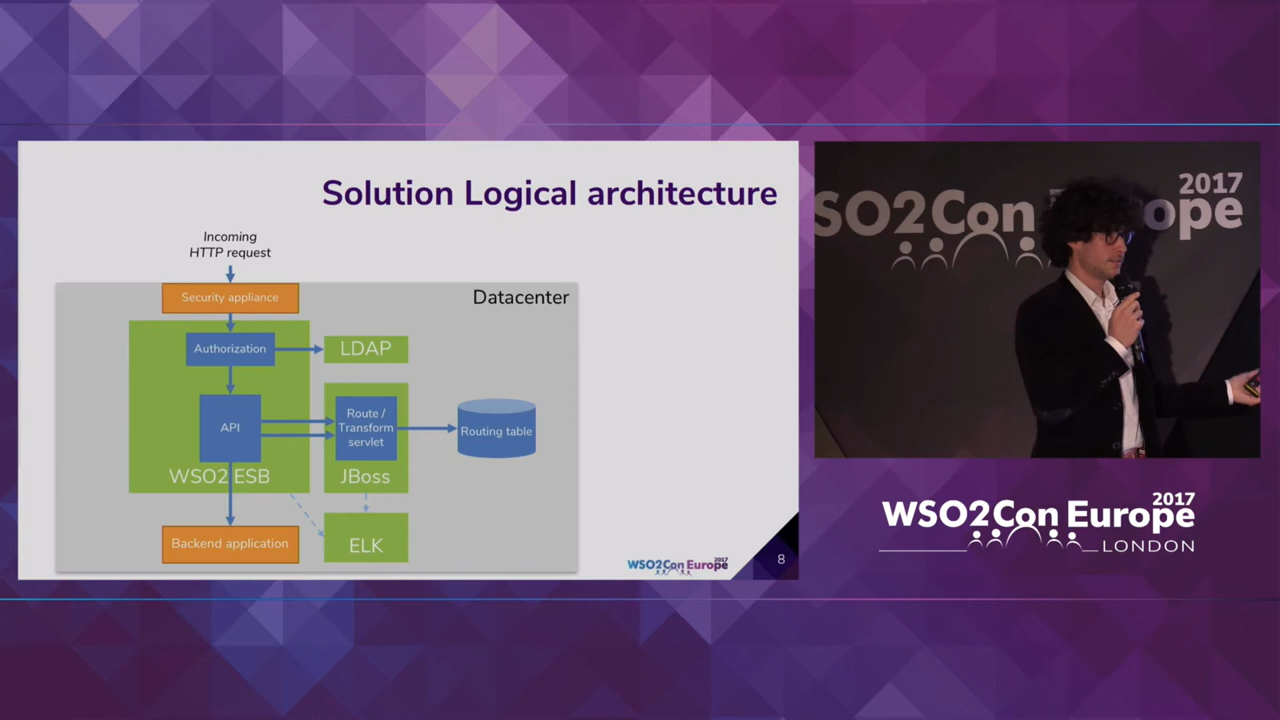 Solution Logical architecture
Incoming
HTTP request
Security appliance
Datacenter
Authorization
LDAP
API
Route /
Transform
servlet
Routing table
WSO2 ESB
JBoss
Backend application
ELK
WSO2Con Europe 2017
8
SO2Con Europe 2017
WSO2Con Europe 2017
LONDON